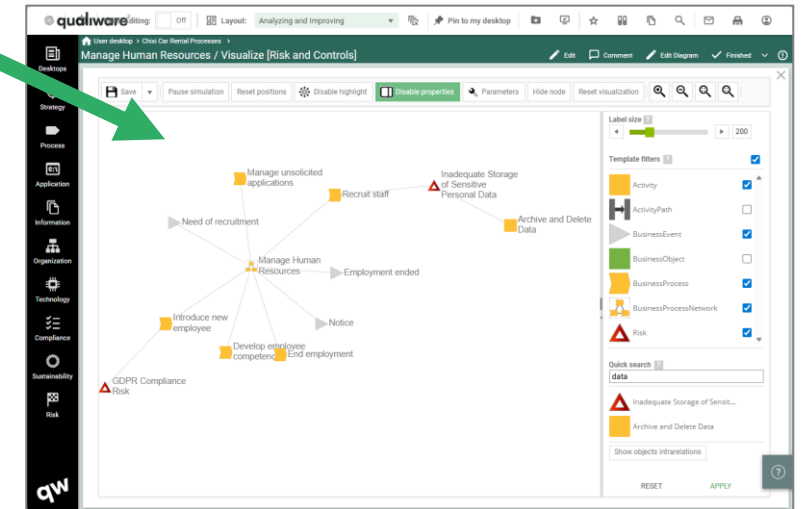 qualiware
Editing:
Off
Layout:
Analyzing and Improving
Pin to my desktop
User desktop › Chixi Car Rental Processes ›
Manage Human Resources / Visualize [Risk and Controls]
Edit
Comment
Edit Diagram
Finished
Desktops
Strategy
Process
Application
Information
Organization
Technology
Compliance
Sustainability
Risk
qw
Save
Pause simulation
Reset positions
Disable highlight
Disable properties
Parameters
Hide node
Reset visualization
Manage unsolicited
applications
Recruit staff
Inadequate Storage
of Sensitive
Personal Data
Archive and Delete
Data
Need of recruitment
Manage Human
Resources
Employment ended
Introduce new
employee
Notice
Develop employee
End employment
GDPR Compliance
Risk
Label size ?
200
Template filters ?
Activity
ActivityPath
BusinessEvent
BusinessObject
BusinessProcess
BusinessProcessNetwork
Risk
Quick search ?
data
Inadequate Storage of Sensit...
Archive and Delete Data
Show objects intrarelations
RESET
APPLY
?